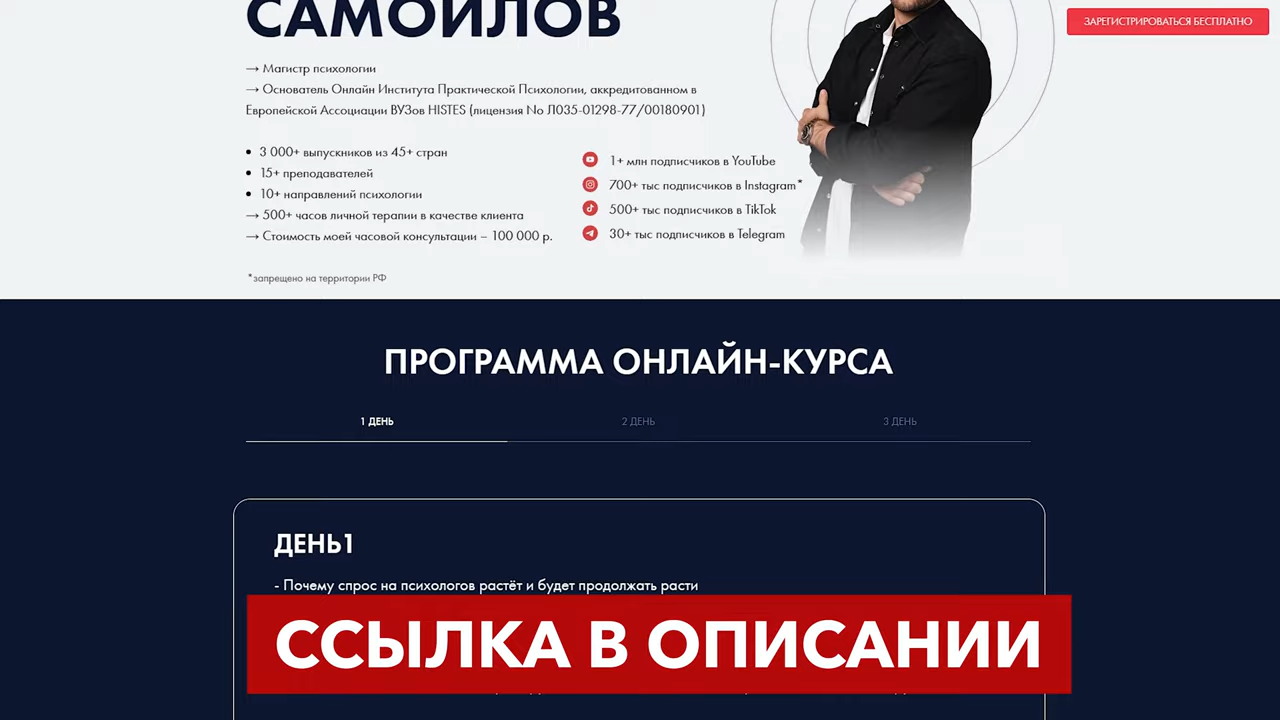 САМОЙЛОВ
ЗАРЕГИСТРИРОВАТЬСЯ БЕСПЛАТНО
→ Магистр психологии
→ Основатель Онлайн Института Практической Психологии, аккредитованном в
Европейской Ассоциации ВУЗов HISTES (лицензия No Л035-01298-77/00180901)
• 3 000+ выпускников из 45+ стран
• 15+ преподавателей
• 10+ направлений психологии
→ 500+ часов личной терапии в качестве клиента
→ Стоимость моей часовой консультации – 100 000 р.
1+ млн подписчиков в YouTube
700+ тыс подписчиков в Instagram*
500+ тыс подписчиков в TikTok
30+ тыс подписчиков в Telegram
*запрещено на территории РФ
ПРОГРАММА ОНЛАЙН-КУРСА
1 ДЕНЬ
2 ДЕНЬ
3 ДЕНЬ
ДЕНЬ1
- Почему спрос на психологов растёт и будет продолжать расти
ССЫЛКА В ОПИСАНИИ